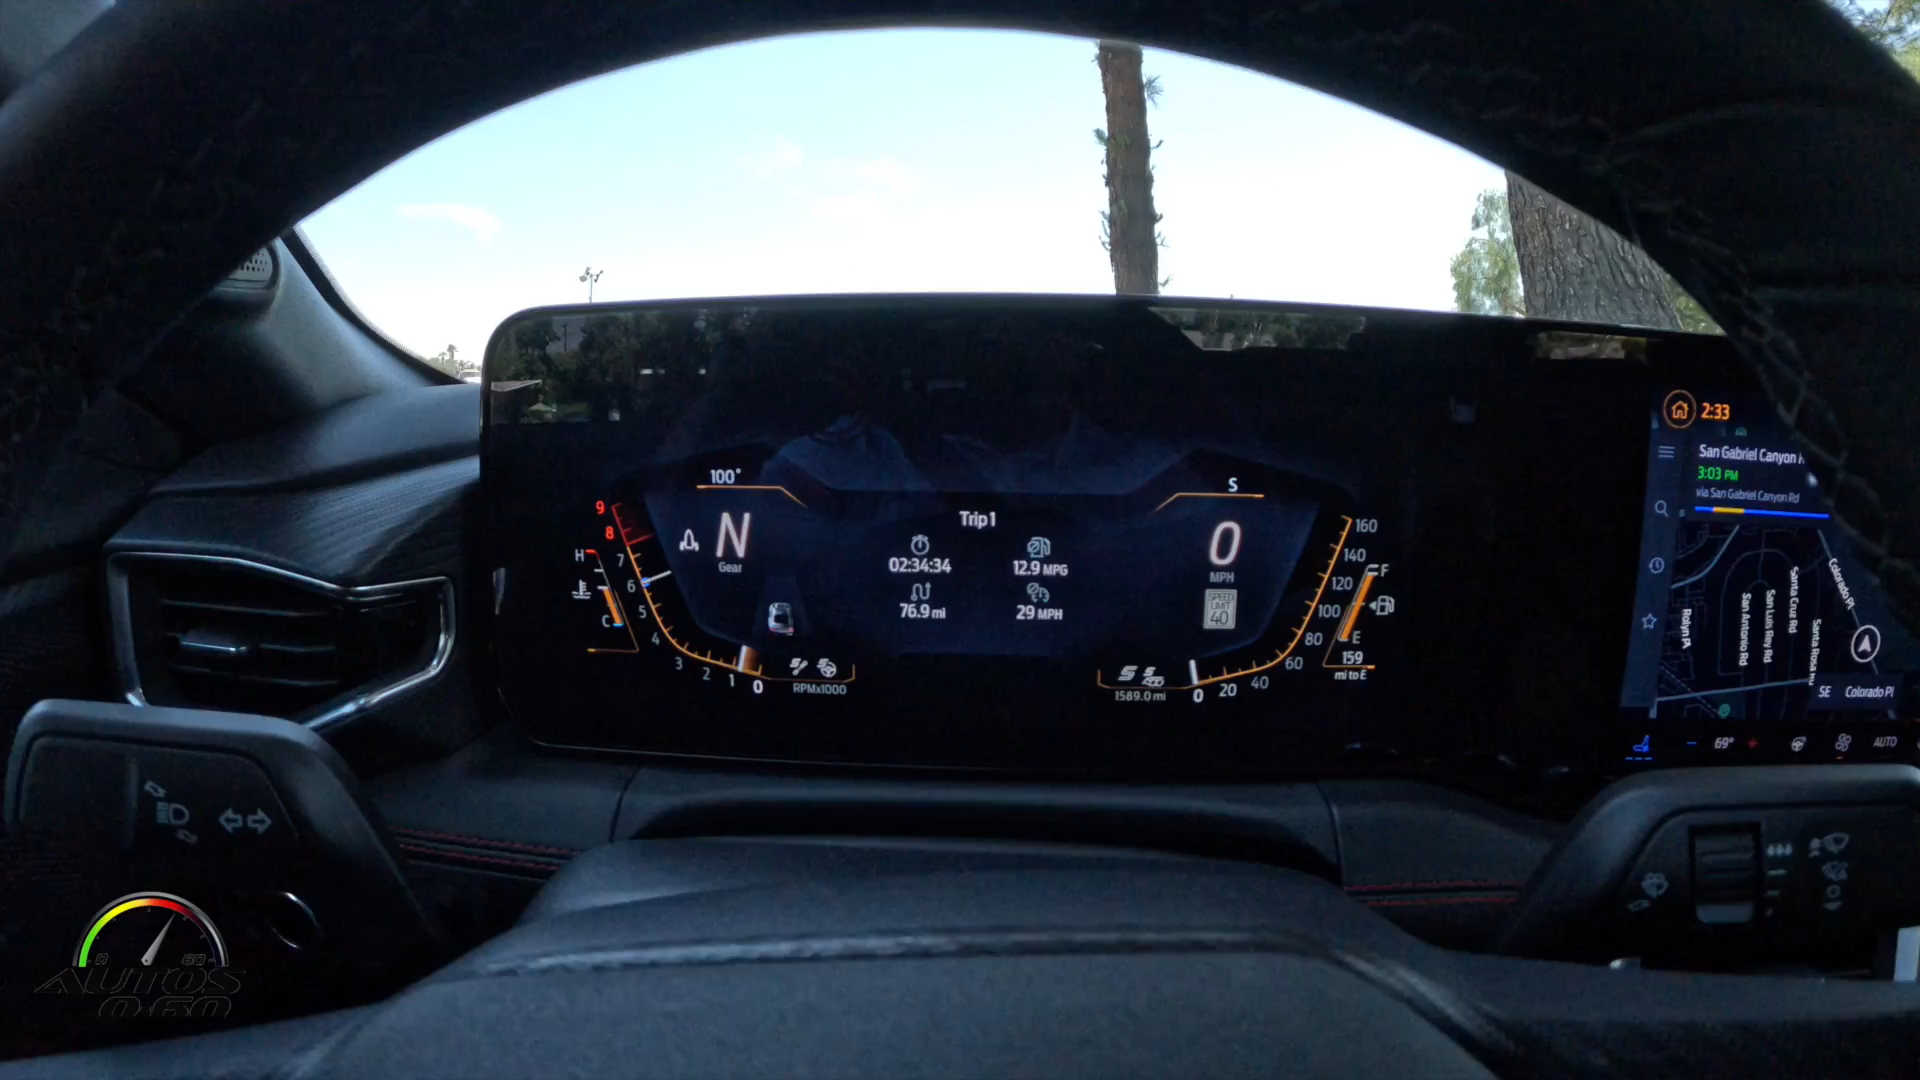 100°
S
9
8
7
6
5
4
3
2
1
0
RPMx1000
H
C
N
Gear
Trip 1
02:34:34
12.9 MPG
76.9 mi
29 MPH
0
MPH
SPEED
LIMIT
40
160
140
120
100
80
60
40
20
0
F
E
159
mi to E
1589.0 mi
2:33
San Gabriel Canyon
3:03 PM
via San Gabriel Canyon Rd
Colorado Pl
Santa Cruz Rd
San Luis Rey Rd
San Antonio Rd
Santa Rosa
Rolyn Pl
SE Colorado Pl
69°
AUTO
0 60
AUTOS
0-60